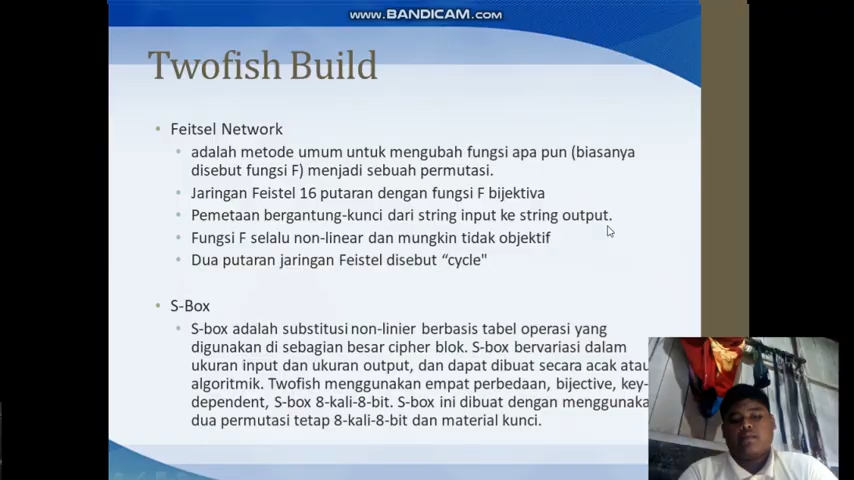 WWW.BANDICAM.COM
Twofish Build
Feitsel Network
adalah metode umum untuk mengubah fungsi apa pun (biasanya
disebut fungsi F) menjadi sebuah permutasi.
Jaringan Feistel 16 putaran dengan fungsi F bijektiva
Pemetaan bergantung-kunci dari string input ke string output.
Fungsi F selalu non-linear dan mungkin tidak objektif
Dua putaran jaringan Feistel disebut “cycle"
S-Box
S-box adalah substitusi non-linier berbasis tabel operasi yang
digunakan di sebagian besar cipher blok. S-box bervariasi dalam
ukuran input dan ukuran output, dan dapat dibuat secara acak atau
algoritmik. Twofish menggunakan empat perbedaan, bijective, key-
dependent, S-box 8-kali-8-bit. S-box ini dibuat dengan menggunaka
dua permutasi tetap 8-kali-8-bit dan material kunci.